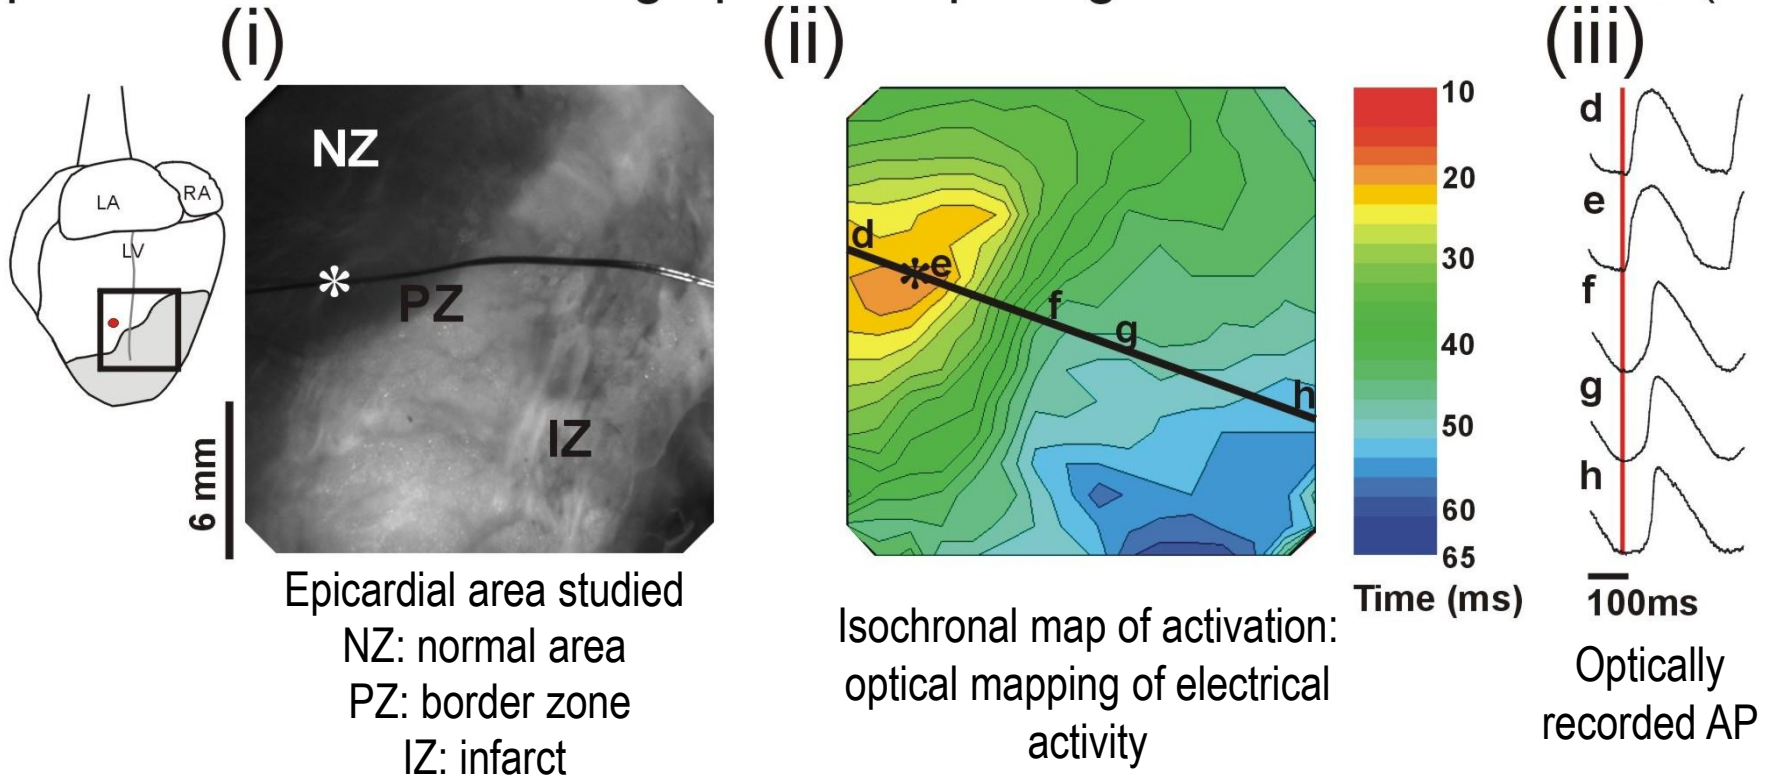 (i)
(ii)
(iii)
LA
RA
LV
6 mm
NZ
*
PZ
IZ
d
*e
f
g
h
10
20
30
40
50
60
65
Time (ms)
d
e
f
g
h
100ms
Epicardial area studied
NZ: normal area
PZ: border zone
IZ: infarct
Isochronal map of activation:
optical mapping of electrical
activity
Optically
recorded AP